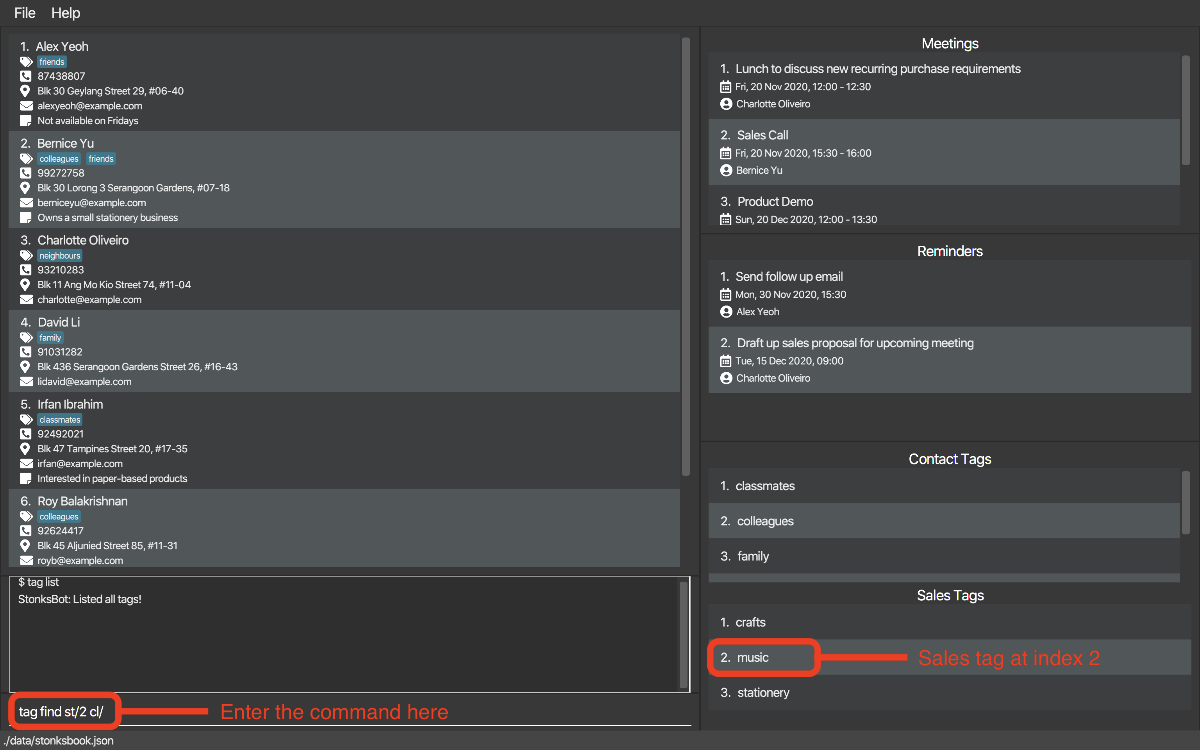 File Help
1. Alex Yeoh
friends
87438807
Blk 30 Geylang Street 29, #06-40
alexyeoh@example.com
Not available on Fridays
2. Bernice Yu
colleagues friends
99272758
Blk 30 Lorong 3 Serangoon Gardens, #07-18
berniceyu@example.com
Owns a small stationery business
3. Charlotte Oliveiro
neighbours
93210283
Blk 11 Ang Mo Kio Street 74, #11-04
charlotte@example.com
4. David Li
family
91031282
Blk 436 Serangoon Gardens Street 26, #16-43
lidavid@example.com
5. Irfan Ibrahim
classmates
92492021
Blk 47 Tampines Street 20, #17-35
irfan@example.com
Interested in paper-based products
6. Roy Balakrishnan
colleagues
92624417
Blk 45 Aljunied Street 85, #11-31
royb@example.com
$ tag list
StonksBot: Listed all tags!
tag find st/2 cl/
Enter the command here
./data/stonksbook.json
Meetings
1. Lunch to discuss new recurring purchase requirements
Fri, 20 Nov 2020, 12:00 - 12:30
Charlotte Oliveiro
2. Sales Call
Fri, 20 Nov 2020, 15:30 - 16:00
Bernice Yu
3. Product Demo
Sun, 20 Dec 2020, 12:00 - 13:30
Reminders
1. Send follow up email
Mon, 30 Nov 2020, 15:30
Alex Yeoh
2. Draft up sales proposal for upcoming meeting
Tue, 15 Dec 2020, 09:00
Charlotte Oliveiro
Contact Tags
1. classmates
2. colleagues
3. family
Sales Tags
1. crafts
2. music
Sales tag at index 2
3. stationery